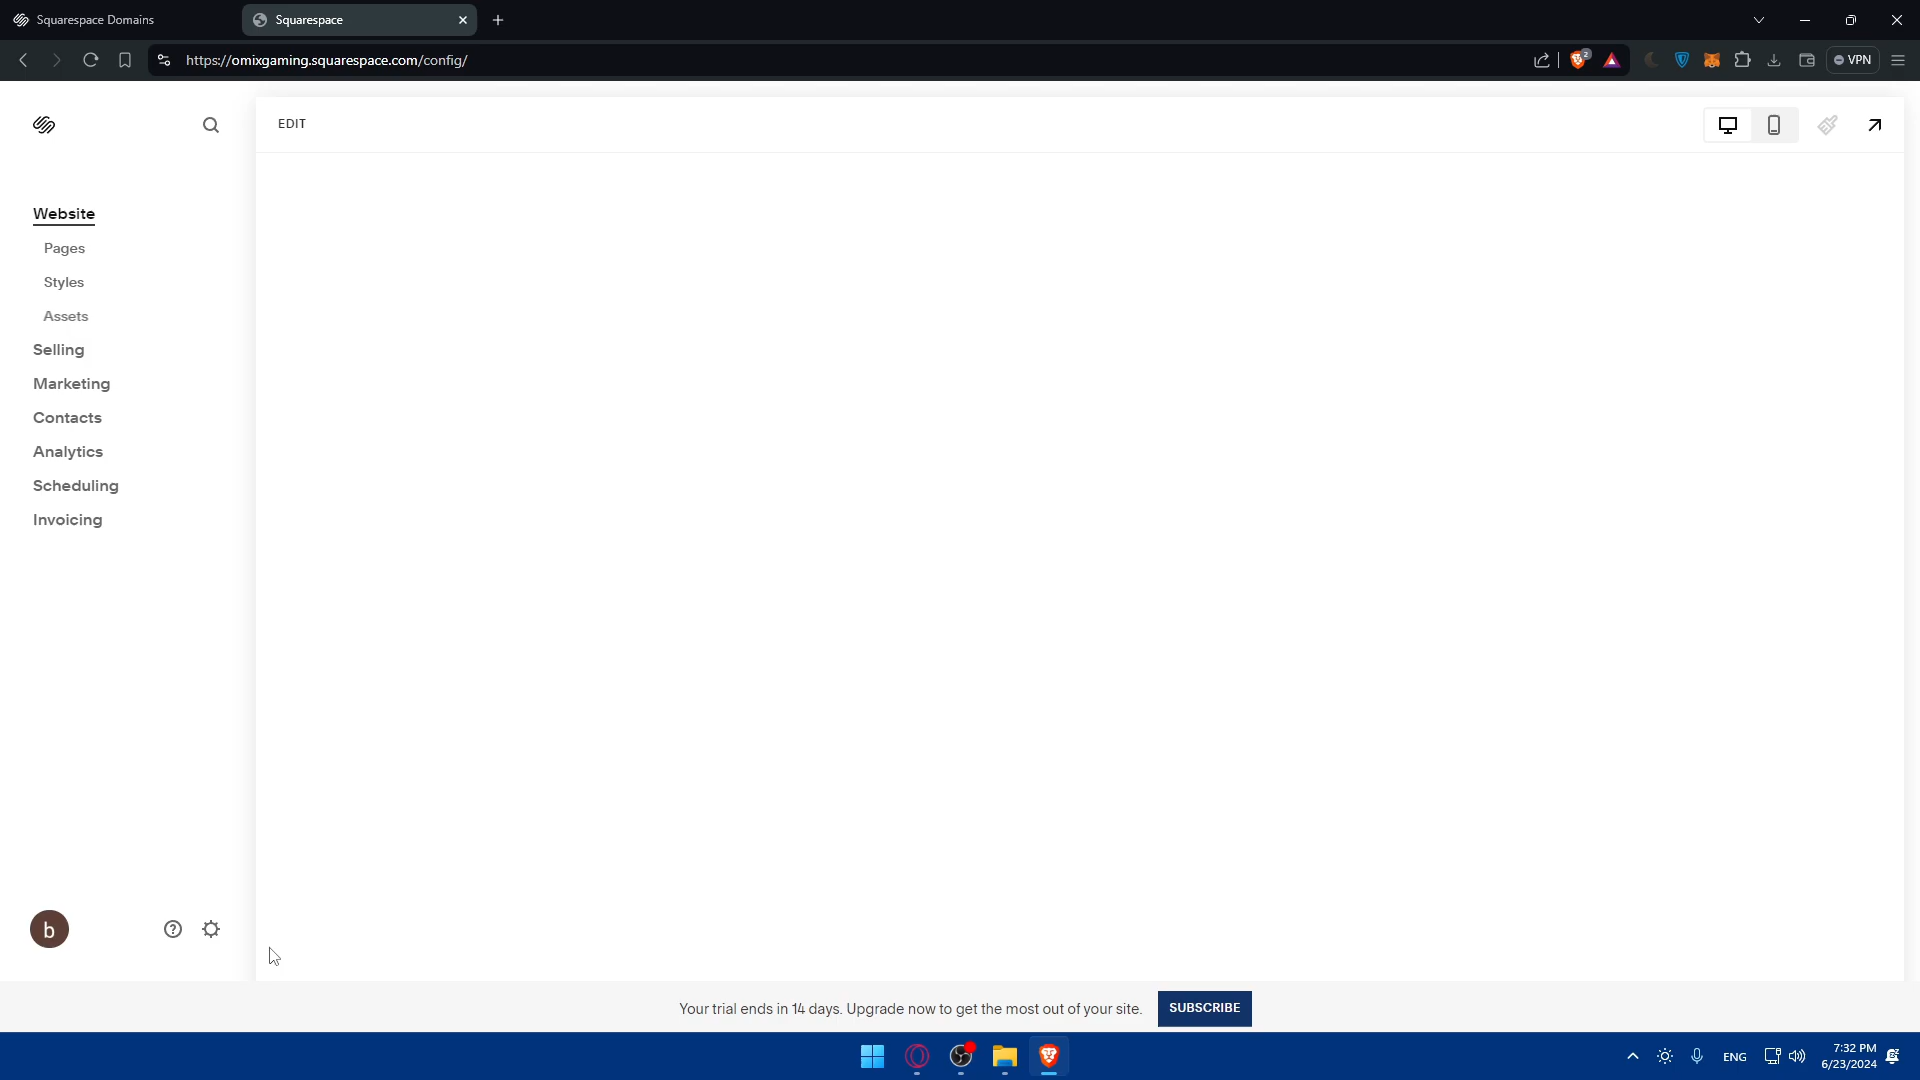 Squarespace Domains
Squarespace
https://omixgaming.squarespace.com/config/
2
VPN
EDIT
Website
Pages
Styles
Assets
Selling
Marketing
Contacts
Analytics
Scheduling
Invoicing
b
Your trial ends in 14 days. Upgrade now to get the most out of your site.
SUBSCRIBE
ENG
7:32 PM
6/23/2024